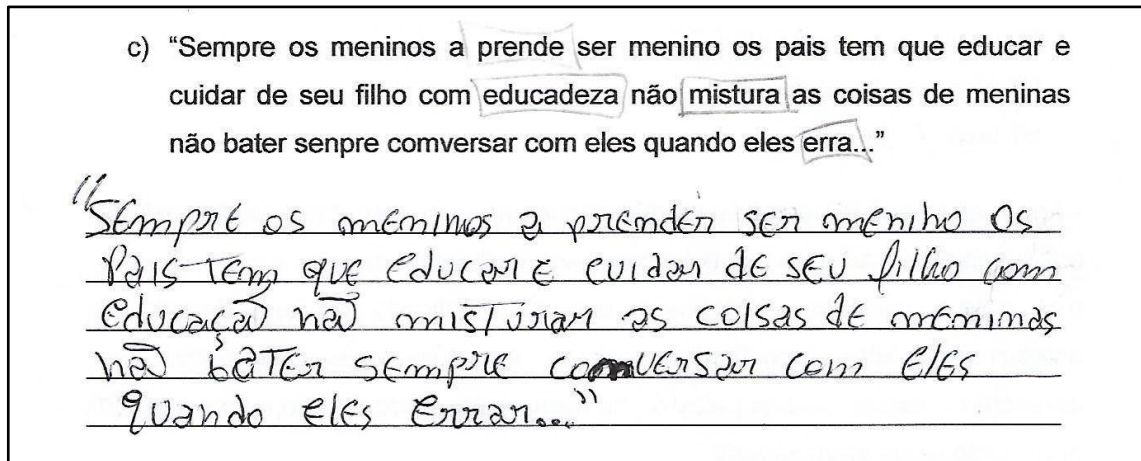 c) “Sempre os meninos a prende ser menino os pais tem que educar e
cuidar de seu filho com educadeza não mistura as coisas de meninas
não bater senpre comversar com eles quando eles erra...”
"Sempre os meninos a prender ser menino os
Pais Tem que educar e cuidar de seu filho com
educação não misturar as coisas de meninas
não bater sempre comversar com eles
quando eles errar..."